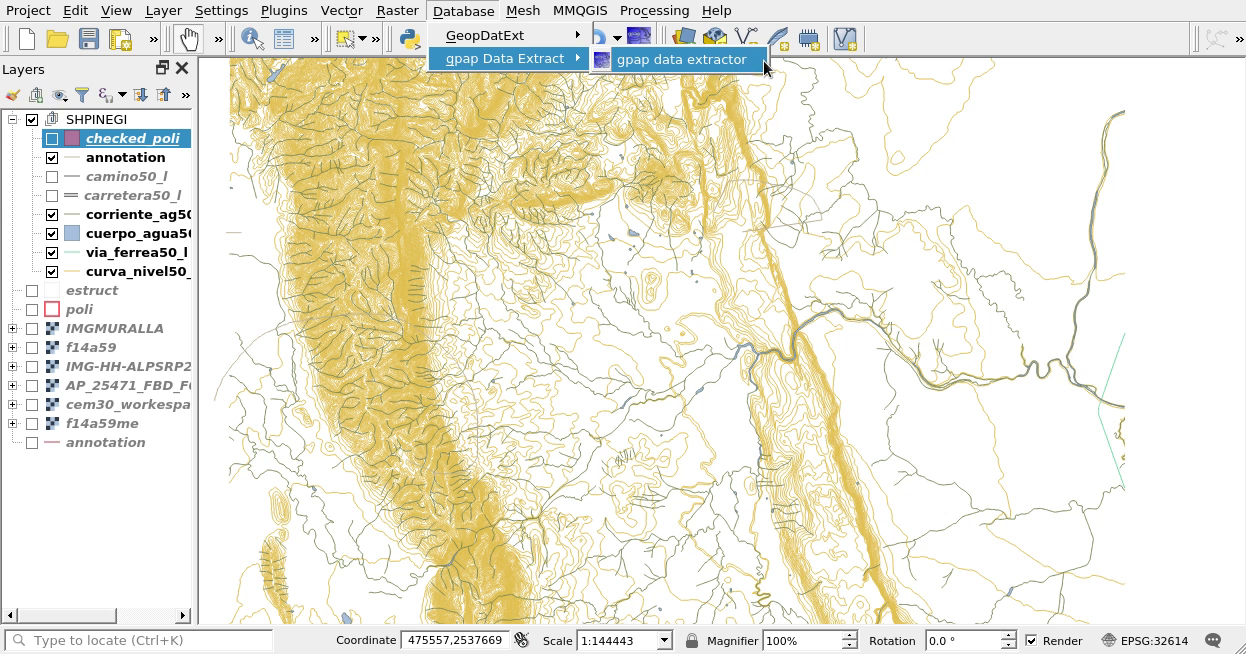 Project Edit View Layer Settings Plugins Vector Raster Database Mesh MMQGIS Processing Help
GeopDatExt
gpap Data Extract
gpap data extractor
Layers
SHPINEGI
checked_poli
annotation
camino50_l
carretera50_l
corriente_ag50
cuerpo_agua50
via_ferrea50_l
curva_nivel50_
estruct
poli
IMGMURALLA
f14a59
IMG-HH-ALPSRP2
AP_25471_FBD_F
cem30_workespa
f14a59me
annotation
Type to locate (Ctrl+K) Coordinate 475557,2537669 Scale 1:144443 Magnifier 100% Rotation 0.0 ° Render EPSG:32614